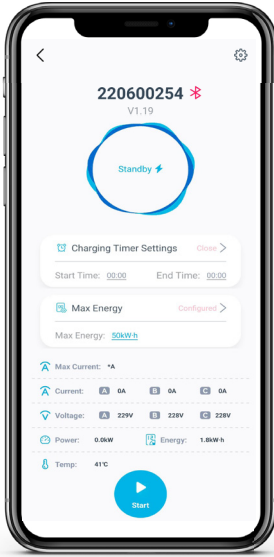 220600254
V1.19
Standby
Charging Timer Settings Close
Start Time: 00:00 End Time: 00:00
Max Energy Configured
Max Energy: 50kW·h
Max Current: *A
Current: A 0A B 0A C 0A
Voltage: A 229V B 228V C 228V
Power: 0.0kW Energy: 1.8kW·h
Temp: 41℃
Start